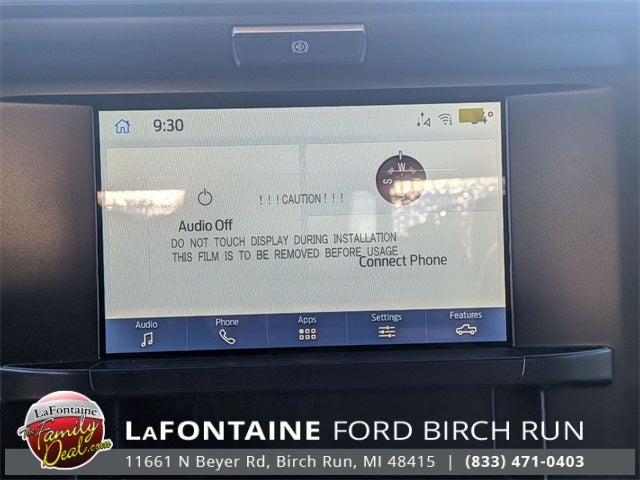 9:30
!!!CAUTION!!!
Audio Off
DO NOT TOUCH DISPLAY DURING INSTALLATION
THIS FILM IS TO BE REMOVED BEFORE USAGE
Connect Phone
S W
Audio Phone Apps Settings Features
LaFontaine
The Family Deal.com
LAFONTAINE FORD BIRCH RUN
11661 N Beyer Rd, Birch Run, MI 48415 | (833) 471-0403